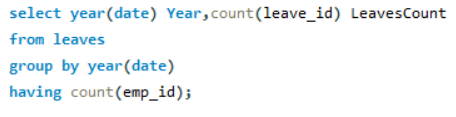 select year(date) Year,count(leave_id) LeavesCount
from leaves
group by year(date)
having count(emp_id);